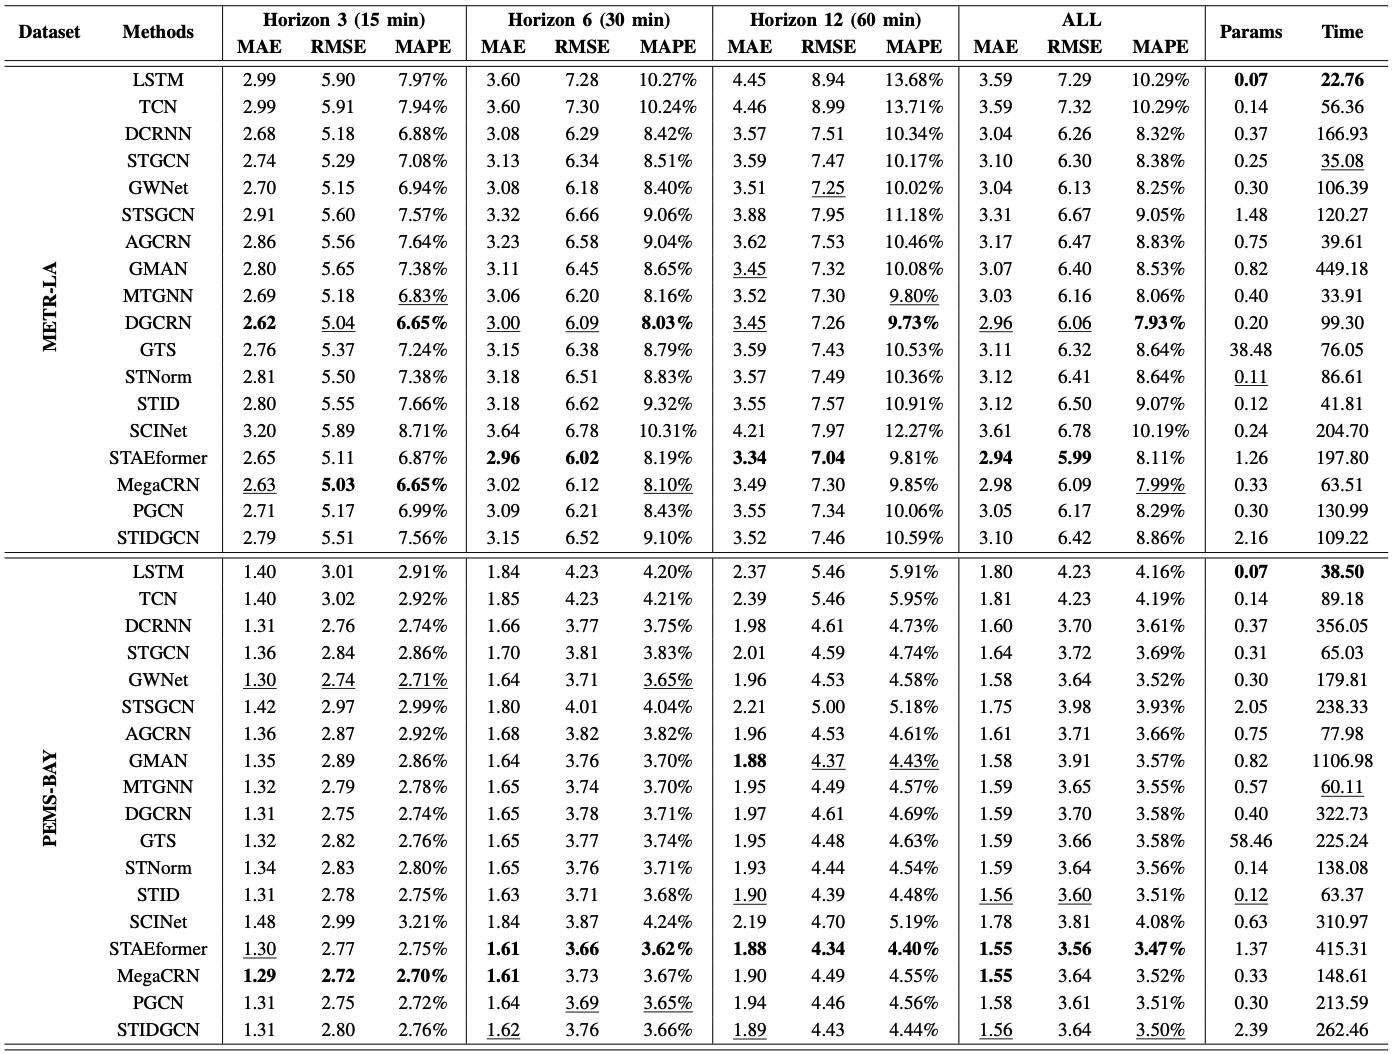 Dataset Methods Horizon 3 (15 min) Horizon 6 (30 min) Horizon 12 (60 min) ALL Params Time
MAE RMSE MAPE MAE RMSE MAPE MAE RMSE MAPE MAE RMSE MAPE
METR-LA
LSTM 2.99 5.90 7.97% 3.60 7.28 10.27% 4.45 8.94 13.68% 3.59 7.29 10.29% 0.07 22.76
TCN 2.99 5.91 7.94% 3.60 7.30 10.24% 4.46 8.99 13.71% 3.59 7.32 10.29% 0.14 56.36
DCRNN 2.68 5.18 6.88% 3.08 6.29 8.42% 3.57 7.51 10.34% 3.04 6.26 8.32% 0.37 166.93
STGCN 2.74 5.29 7.08% 3.13 6.34 8.51% 3.59 7.47 10.17% 3.10 6.30 8.38% 0.25 35.08
GWNet 2.70 5.15 6.94% 3.08 6.18 8.40% 3.51 7.25 10.02% 3.04 6.13 8.25% 0.30 106.39
STSGCN 2.91 5.60 7.57% 3.32 6.66 9.06% 3.88 7.95 11.18% 3.31 6.67 9.05% 1.48 120.27
AGCRN 2.86 5.56 7.64% 3.23 6.58 9.04% 3.62 7.53 10.46% 3.17 6.47 8.83% 0.75 39.61
GMAN 2.80 5.65 7.38% 3.11 6.45 8.65% 3.45 7.32 10.08% 3.07 6.40 8.53% 0.82 449.18
MTGNN 2.69 5.18 6.83% 3.06 6.20 8.16% 3.52 7.30 9.80% 3.03 6.16 8.06% 0.40 33.91
DGCRN 2.62 5.04 6.65% 3.00 6.09 8.03% 3.45 7.26 9.73% 2.96 6.06 7.93% 0.20 99.30
GTS 2.76 5.37 7.24% 3.15 6.38 8.79% 3.59 7.43 10.53% 3.11 6.32 8.64% 38.48 76.05
STNorm 2.81 5.50 7.38% 3.18 6.51 8.83% 3.57 7.49 10.36% 3.12 6.41 8.64% 0.11 86.61
STID 2.80 5.55 7.66% 3.18 6.62 9.32% 3.55 7.57 10.91% 3.12 6.50 9.07% 0.12 41.81
SCINet 3.20 5.89 8.71% 3.64 6.78 10.31% 4.21 7.97 12.27% 3.61 6.78 10.19% 0.24 204.70
STAEformer 2.65 5.11 6.87% 2.96 6.02 8.19% 3.34 7.04 9.81% 2.94 5.99 8.11% 1.26 197.80
MegaCRN 2.63 5.03 6.65% 3.02 6.12 8.10% 3.49 7.30 9.85% 2.98 6.09 7.99% 0.33 63.51
PGCN 2.71 5.17 6.99% 3.09 6.21 8.43% 3.55 7.34 10.06% 3.05 6.17 8.29% 0.30 130.99
STIDGCN 2.79 5.51 7.56% 3.15 6.52 9.10% 3.52 7.46 10.59% 3.10 6.42 8.86% 2.16 109.22
PEMS-BAY
LSTM 1.40 3.01 2.91% 1.84 4.23 4.20% 2.37 5.46 5.91% 1.80 4.23 4.16% 0.07 38.50
TCN 1.40 3.02 2.92% 1.85 4.23 4.21% 2.39 5.46 5.95% 1.81 4.23 4.19% 0.14 89.18
DCRNN 1.31 2.76 2.74% 1.66 3.77 3.75% 1.98 4.61 4.73% 1.60 3.70 3.61% 0.37 356.05
STGCN 1.36 2.84 2.86% 1.70 3.81 3.83% 2.01 4.59 4.74% 1.64 3.72 3.69% 0.31 65.03
GWNet 1.30 2.74 2.71% 1.64 3.71 3.65% 1.96 4.53 4.58% 1.58 3.64 3.52% 0.30 179.81
STSGCN 1.42 2.97 2.99% 1.80 4.01 4.04% 2.21 5.00 5.18% 1.75 3.98 3.93% 2.05 238.33
AGCRN 1.36 2.87 2.92% 1.68 3.82 3.82% 1.96 4.53 4.61% 1.61 3.71 3.66% 0.75 77.98
GMAN 1.35 2.89 2.86% 1.64 3.76 3.70% 1.88 4.37 4.43% 1.58 3.91 3.57% 0.82 1106.98
MTGNN 1.32 2.79 2.78% 1.65 3.74 3.70% 1.95 4.49 4.57% 1.59 3.65 3.55% 0.57 60.11
DGCRN 1.31 2.75 2.74% 1.65 3.78 3.71% 1.97 4.61 4.69% 1.59 3.70 3.58% 0.40 322.73
GTS 1.32 2.82 2.76% 1.65 3.77 3.74% 1.95 4.48 4.63% 1.59 3.66 3.58% 58.46 225.24
STNorm 1.34 2.83 2.80% 1.65 3.76 3.71% 1.93 4.44 4.54% 1.59 3.64 3.56% 0.14 138.08
STID 1.31 2.78 2.75% 1.63 3.71 3.68% 1.90 4.39 4.48% 1.56 3.60 3.51% 0.12 63.37
SCINet 1.48 2.99 3.21% 1.84 3.87 4.24% 2.19 4.70 5.19% 1.78 3.81 4.08% 0.63 310.97
STAEformer 1.30 2.77 2.75% 1.61 3.66 3.62% 1.88 4.34 4.40% 1.55 3.56 3.47% 1.37 415.31
MegaCRN 1.29 2.72 2.70% 1.61 3.73 3.67% 1.90 4.49 4.55% 1.55 3.64 3.52% 0.33 148.61
PGCN 1.31 2.75 2.72% 1.64 3.69 3.65% 1.94 4.46 4.56% 1.58 3.61 3.51% 0.30 213.59
STIDGCN 1.31 2.80 2.76% 1.62 3.76 3.66% 1.89 4.43 4.44% 1.56 3.64 3.50% 2.39 262.46